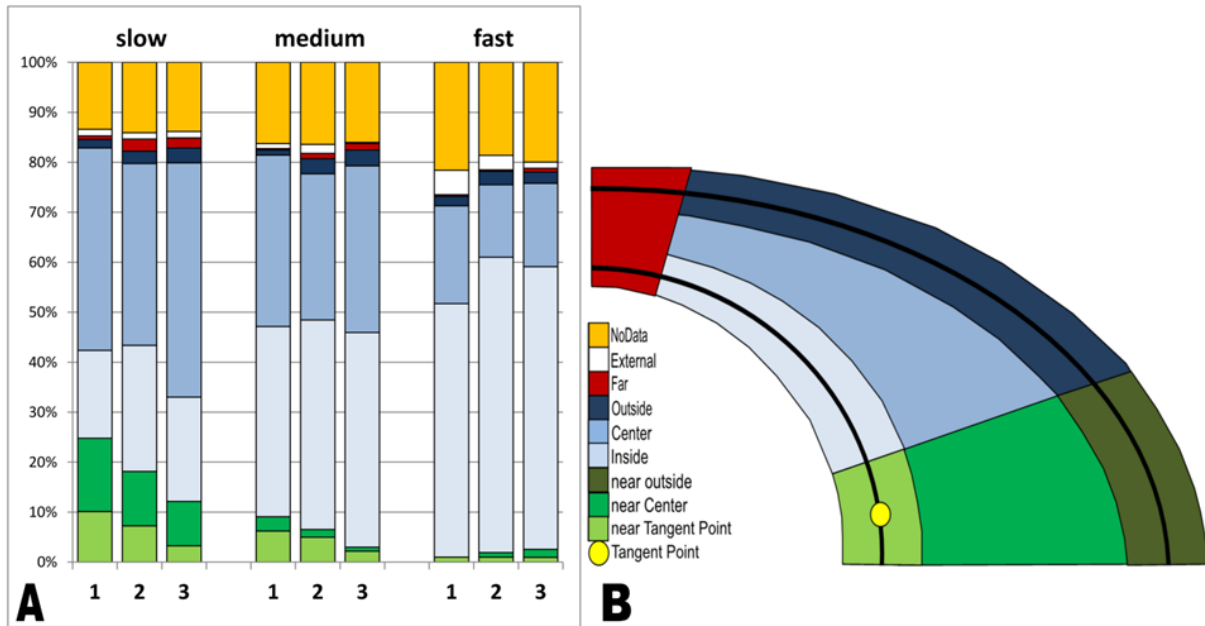 slow medium fast
100%
90%
80%
70%
60%
50%
40%
30%
20%
10%
0%
1 2 3 1 2 3 1 2 3
A
NoData
External
Far
Outside
Center
Inside
near outside
near Center
near Tangent Point
Tangent Point
B